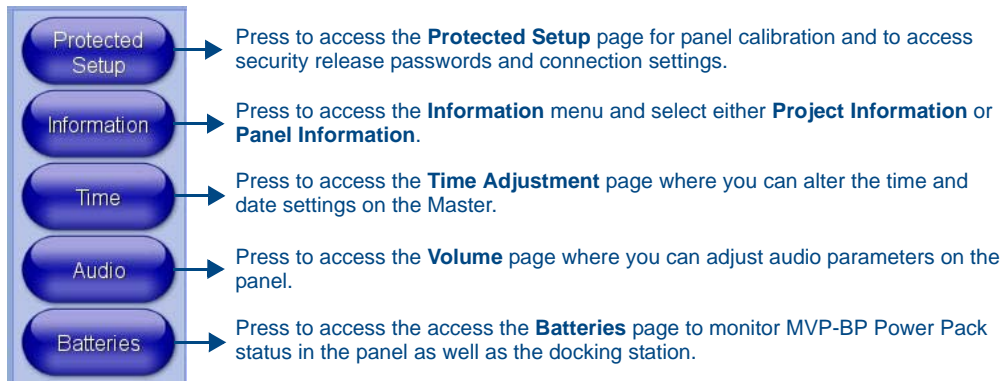 Protected
Setup
Press to access the Protected Setup page for panel calibration and to access
security release passwords and connection settings.
Information
Press to access the Information menu and select either Project Information or
Panel Information.
Time
Press to access the Time Adjustment page where you can alter the time and
date settings on the Master.
Audio
Press to access the Volume page where you can adjust audio parameters on the
panel.
Batteries
Press to access the access the Batteries page to monitor MVP-BP Power Pack
status in the panel as well as the docking station.